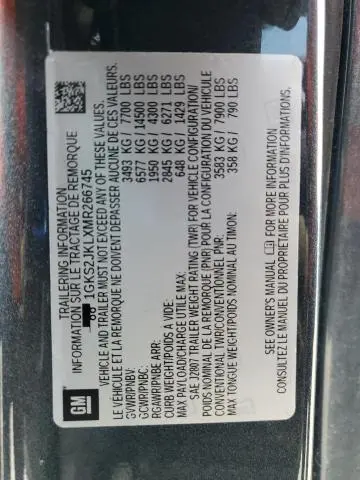 TRAILERING INFORMATION
INFORMATION SUR LE TRACTAGE DE REMORQUE
1GKS2JKLXMR266745
VEHICLE AND TRAILER MUST NOT EXCEED ANY OF THESE VALUES.
LE VÉHICULE ET LA REMORQUE NE DOIVENT DÉPASSER AUCUNE DE CES VALEURS.
GVWR/PNBV: 3493 KG / 7700 LBS
GCWR/PNBC: 6577 KG / 14500 LBS
RGAWR/PNBE ARR: 1950 KG / 4300 LBS
CURB WEIGHT/POIDS A VIDE: 2845 KG / 6271 LBS
MAX PAYLOAD/CHARGE UTILE MAX: 648 KG / 1429 LBS
SAE J2807 TRAILER WEIGHT RATING (TWR) FOR VEHICLE CONFIGURATION
POIDS NOMINAL DE LA REMORQUE (PNR) POUR LA CONFIGURATION DU VÉHICULE
CONVENTIONAL TWR/CONVENTIONNEL PNR: 3583 KG / 7900 LBS
MAX TONGUE WEIGHT/POIDS NOMINAL AU TIMON: 358 KG / 790 LBS
SEE OWNER'S MANUAL FOR MORE INFORMATION.
CONSULTEZ LE MANUEL DU PROPRIÉTAIRE POUR PLUS D'INFORMATION.
GM